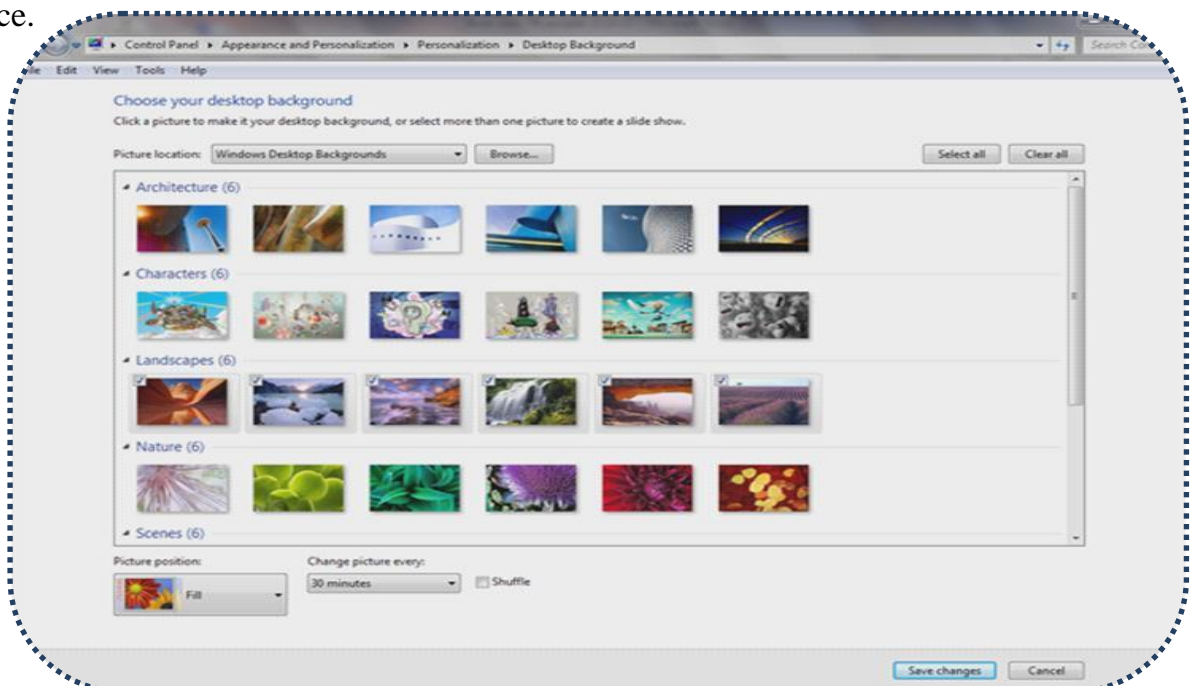 ce.
Control Panel ▸ Appearance and Personalization ▸ Personalization ▸ Desktop Background
Edit View Tools Help
Choose your desktop background
Click a picture to make it your desktop background, or select more than one picture to create a slide show.
Picture location: Windows Desktop Backgrounds Browse... Select all Clear all
Architecture (6)
Characters (6)
Landscapes (6)
Nature (6)
Scenes (6)
Picture position: Change picture every:
Fill 30 minutes Shuffle
Save changes Cancel